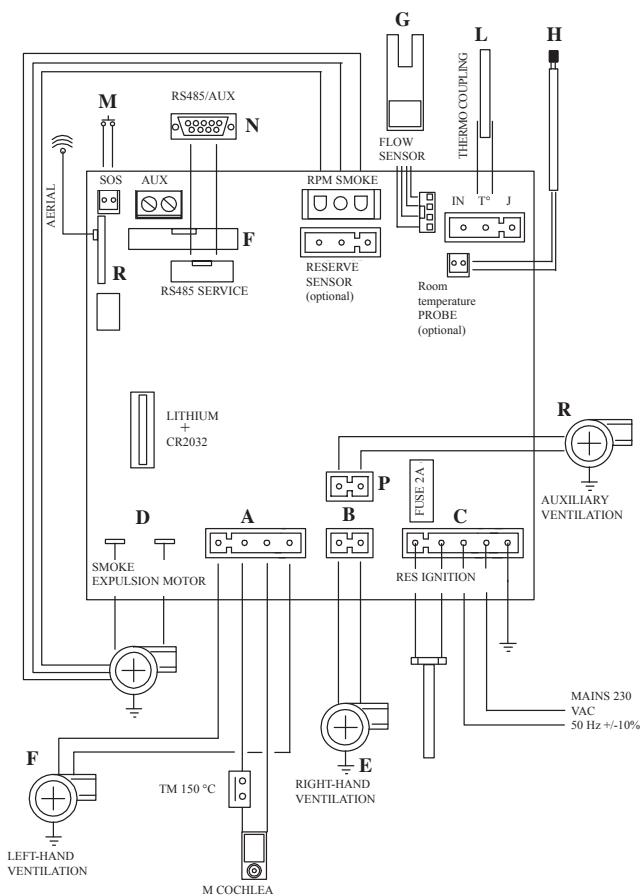 G
L
H
RS485/AUX
M
N
THERMO COUPLING
FLOW
SENSOR
AERIAL
SOS
AUX
RPM SMOKE
IN T° J
F
R
RS485 SERVICE
RESERVE
SENSOR
(optional)
Room
temperature
PROBE
(optional)
LITHIUM
+
CR2032
R
P
FUSE 2 A
AUXILIARY
VENTILATION
D
A
B
C
SMOKE
EXPULSION MOTOR
RES IGNITION
MAINS 230
VAC
50 Hz +/-10%
F
E
TM 150 °C
RIGHT-HAND
VENTILATION
LEFT-HAND
VENTILATION
M COCHLEA